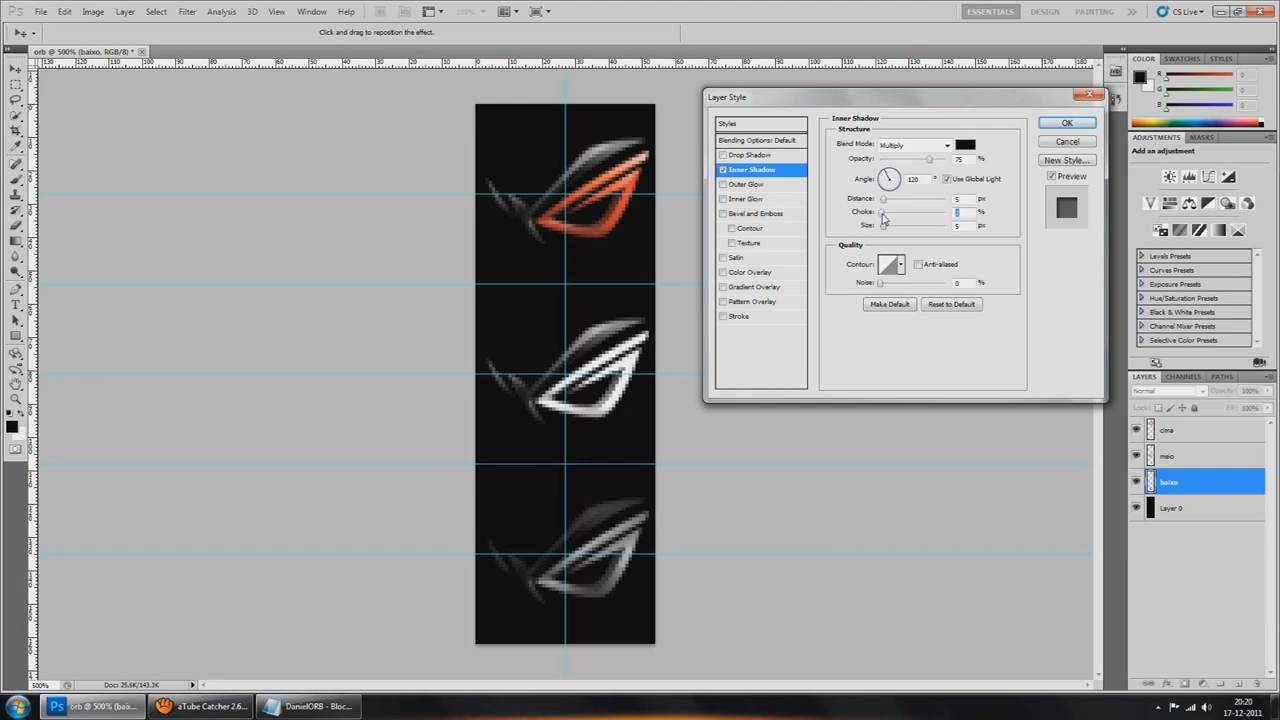 Ps File Edit Image Layer Select Filter Analysis 3D View Window Help 100% ESSENTIALS DESIGN PAINTING CS Live
Click and drag to reposition the effect.
orb @ 500% (baixo, RGB/8) *
COLOR SWATCHES STYLES
R 0
G 0
B 0
ADJUSTMENTS MASKS
Add an adjustment
Levels Presets
Curves Presets
Exposure Presets
Hue/Saturation Presets
Black & White Presets
Channel Mixer Presets
Selective Color Presets
Layer Style
Styles
Blending Options: Default
Drop Shadow
Inner Shadow
Outer Glow
Inner Glow
Bevel and Emboss
Contour
Texture
Satin
Color Overlay
Gradient Overlay
Pattern Overlay
Stroke
Inner Shadow
Structure
Blend Mode: Multiply
Opacity: 75 %
Angle: 120 ° Use Global Light
Distance: 5 px
Choke: %
Size: 5 px
Quality
Contour: Anti-aliased
Noise: 0 %
Make Default Reset to Default
OK
Cancel
New Style...
Preview
LAYERS CHANNELS PATHS
Normal Opacity: 100%
Lock: Fill: 100%
cima
meio
baixo
Layer 0
500% Doc: 25,6K/143,3K
Ps orb @ 500% (baix... aTube Catcher 2.6... DanielORB - Bloc...
20:20
17-12-2011